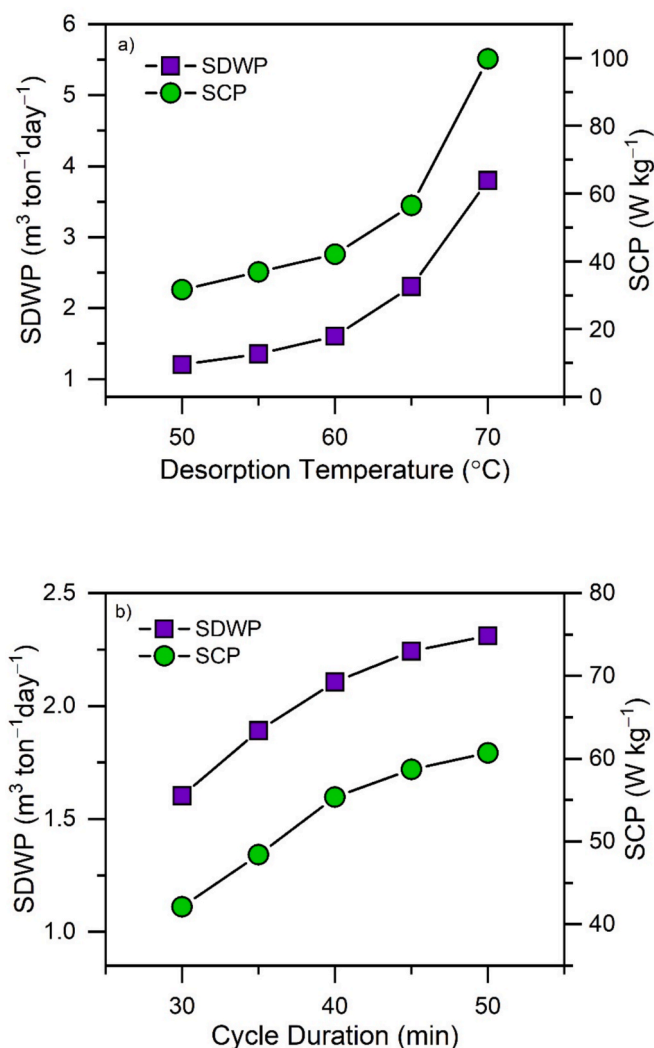 a)
SDWP
SCP
6
5
4
3
2
1
100
80
60
40
20
0
50
60
70
SDWP (m³ ton⁻¹day⁻¹)
SCP (W kg⁻¹)
Desorption Temperature (°C)
b)
SDWP
SCP
2.5
2.0
1.5
1.0
80
70
60
50
40
30
40
50
SDWP (m³ ton⁻¹day⁻¹)
SCP (W kg⁻¹)
Cycle Duration (min)